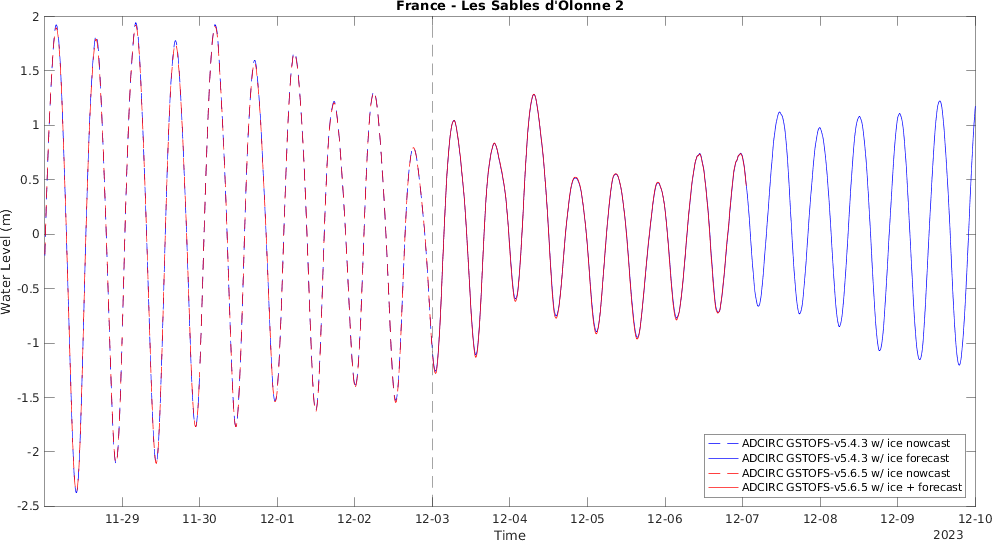 France - Les Sables d'Olonne 2
2
1.5
1
0.5
0
-0.5
-1
-1.5
-2
-2.5
Water Level (m)
ADCIRC GSTOFS-v5.4.3 w/ ice nowcast
ADCIRC GSTOFS-v5.4.3 w/ ice forecast
ADCIRC GSTOFS-v5.6.5 w/ ice nowcast
ADCIRC GSTOFS-v5.6.5 w/ ice + forecast
11-29 11-30 12-01 12-02 12-03 12-04 12-05 12-06 12-07 12-08 12-09 12-10
Time
2023